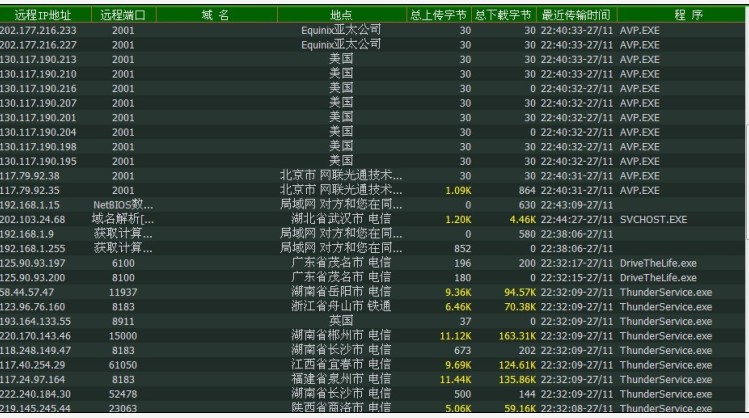 远程IP地址 远程端口 域 名 地点 总上传字节 总下载字节 最近传输时间 程 序
202.177.216.233 2001 Equinix亚太公司 30 30 22:40:33-27/11 AVP.EXE
202.177.216.227 2001 Equinix亚太公司 30 30 22:40:33-27/11 AVP.EXE
130.117.190.213 2001 美国 30 30 22:40:33-27/11 AVP.EXE
130.117.190.210 2001 美国 30 30 22:40:33-27/11 AVP.EXE
130.117.190.216 2001 美国 30 0 22:40:32-27/11 AVP.EXE
130.117.190.207 2001 美国 30 30 22:40:32-27/11 AVP.EXE
130.117.190.201 2001 美国 30 30 22:40:32-27/11 AVP.EXE
130.117.190.204 2001 美国 30 0 22:40:32-27/11 AVP.EXE
130.117.190.198 2001 美国 30 30 22:40:32-27/11 AVP.EXE
130.117.190.195 2001 美国 30 30 22:40:32-27/11 AVP.EXE
117.79.92.38 2001 北京市 网联光通技术... 30 30 22:40:31-27/11 AVP.EXE
117.79.92.35 2001 北京市 网联光通技术... 1.09K 864 22:40:31-27/11 AVP.EXE
192.168.1.15 NetBIOS数... 局域网 对方和您在同... 0 630 22:43:09-27/11
202.103.24.68 域名解析[... 湖北省武汉市 电信 1.20K 4.46K 22:44:27-27/11 SVCHOST.EXE
192.168.1.9 获取计算... 局域网 对方和您在同... 0 580 22:38:06-27/11
192.168.1.255 获取计算... 局域网 对方和您在同... 852 0 22:38:06-27/11
125.90.93.197 6100 广东省茂名市 电信 196 200 22:32:17-27/11 DriveTheLife.exe
125.90.93.200 8100 广东省茂名市 电信 180 0 22:32:15-27/11 DriveTheLife.exe
58.44.57.47 11937 湖南省岳阳市 电信 9.36K 94.57K 22:32:09-27/11 ThunderService.exe
123.96.76.160 8183 浙江省舟山市 铁通 6.46K 70.38K 22:32:09-27/11 ThunderService.exe
193.164.133.55 8911 英国 37 0 22:32:09-27/11 ThunderService.exe
220.170.143.46 15000 湖南省郴州市 电信 11.12K 163.31K 22:32:09-27/11 ThunderService.exe
118.248.149.47 8183 湖南省长沙市 电信 673 202 22:32:09-27/11 ThunderService.exe
117.40.254.29 61050 江西省宜春市 电信 9.69K 124.61K 22:32:09-27/11 ThunderService.exe
117.24.97.164 8183 福建省泉州市 电信 11.44K 135.86K 22:32:09-27/11 ThunderService.exe
222.240.184.30 52478 湖南省长沙市 电信 500 144 22:32:09-27/11 ThunderService.exe
219.145.245.44 23063 陕西省商洛市 电信 5.06K 59.16K 22:32:08-27/11 ThunderService.exe